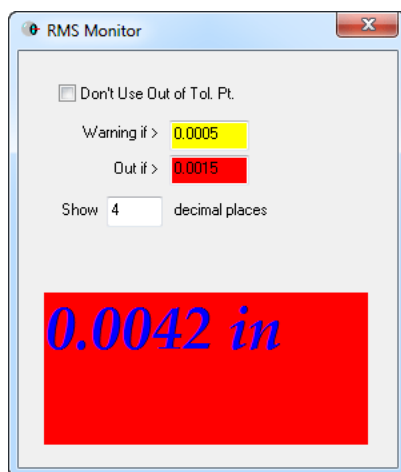 RMS Monitor
Don't Use Out of Tol. Pt.
Warning if > 0.0005
Out if > 0.0015
Show 4 decimal places
0.0042 in